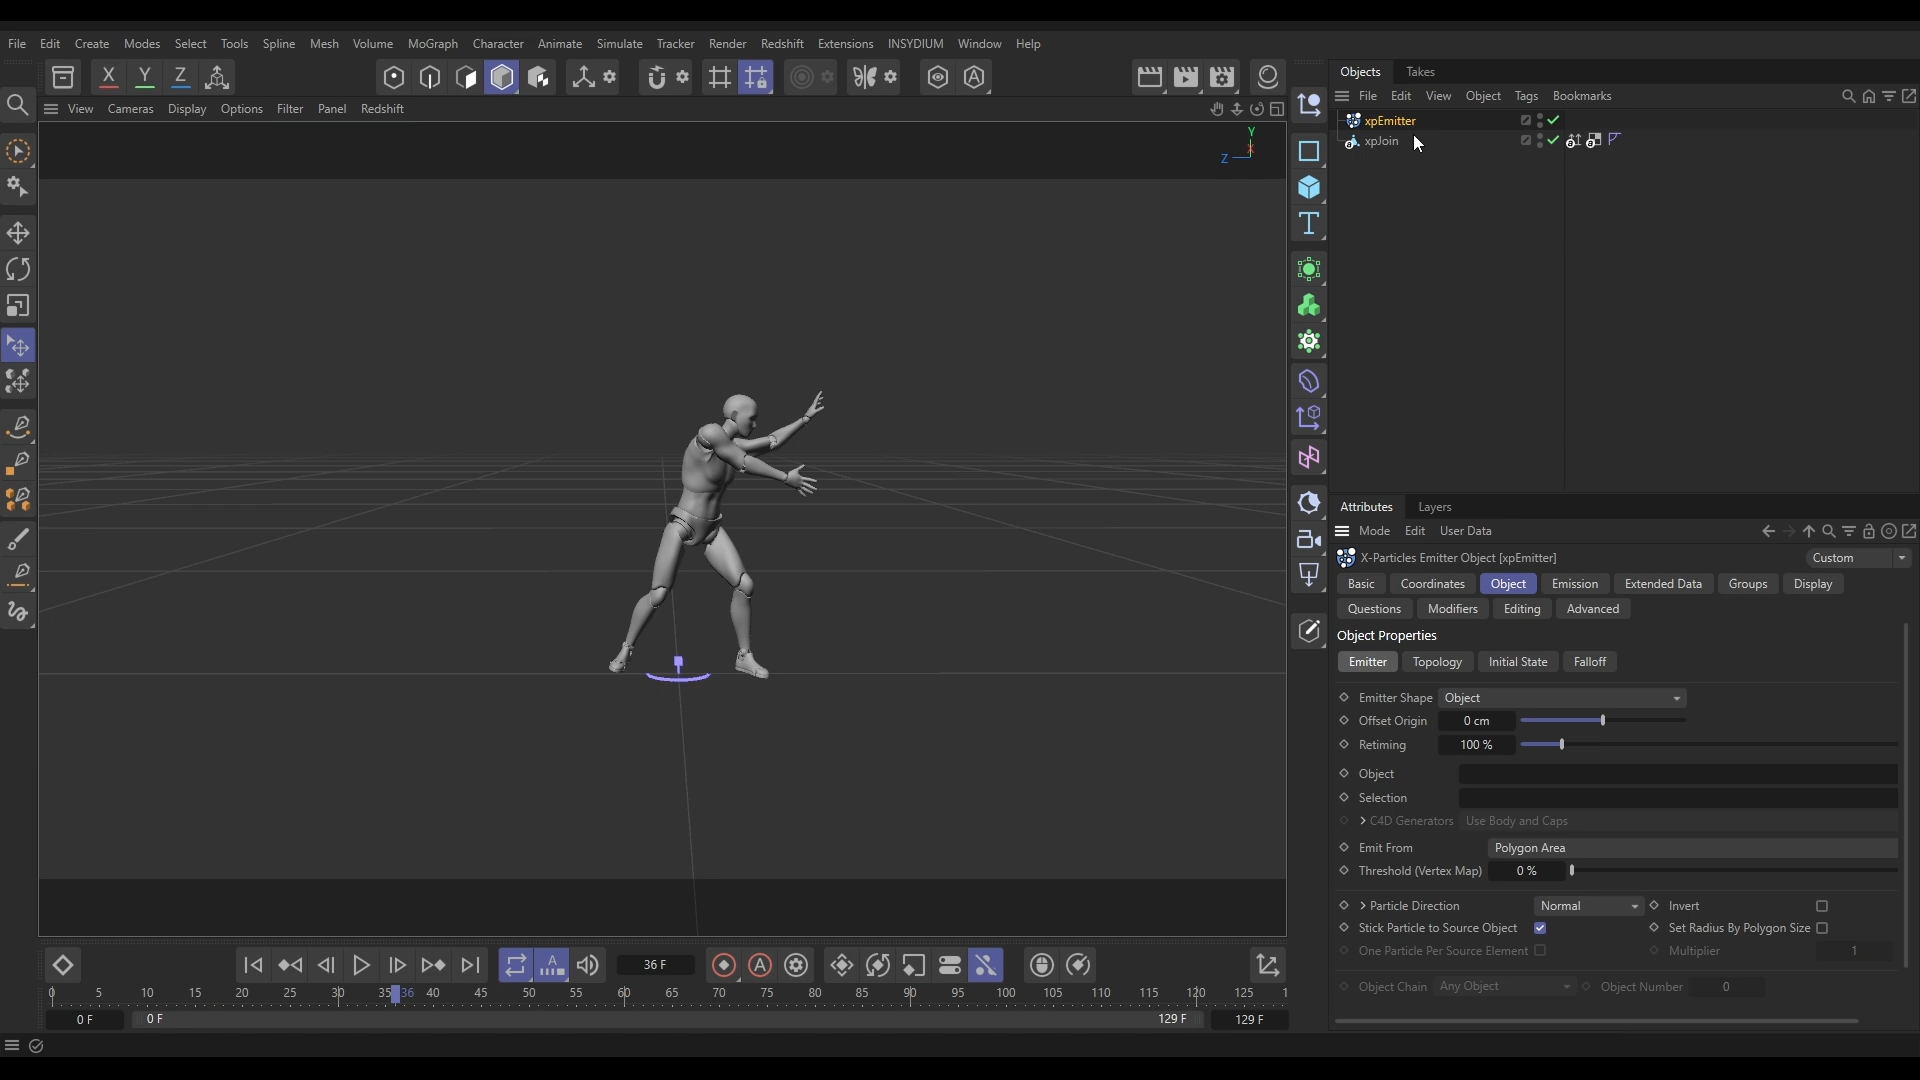 File Edit Create Modes Select Tools Spline Mesh Volume MoGraph Character Animate Simulate Tracker Render Redshift Extensions INSYDIUM Window Help
X Y Z
View Cameras Display Options Filter Panel Redshift
Y
X
Z
Objects Takes
File Edit View Object Tags Bookmarks
xpEmitter
xpJoin
Attributes Layers
Mode Edit User Data
X-Particles Emitter Object [xpEmitter] Custom
Basic Coordinates Object Emission Extended Data Groups Display
Questions Modifiers Editing Advanced
Object Properties
Emitter Topology Initial State Falloff
Emitter Shape Object
Offset Origin 0 cm
Retiming 100 %
Object
Selection
C4D Generators Use Body and Caps
Emit From Polygon Area
Threshold (Vertex Map) 0 %
Particle Direction Normal Invert
Stick Particle to Source Object Set Radius By Polygon Size
One Particle Per Source Element Multiplier 1
Object Chain Any Object Object Number 0
36 F
0 5 10 15 20 25 30 35 36 40 45 50 55 60 65 70 75 80 85 90 95 100 105 110 115 120 125 1
0 F 0 F 129 F 129 F